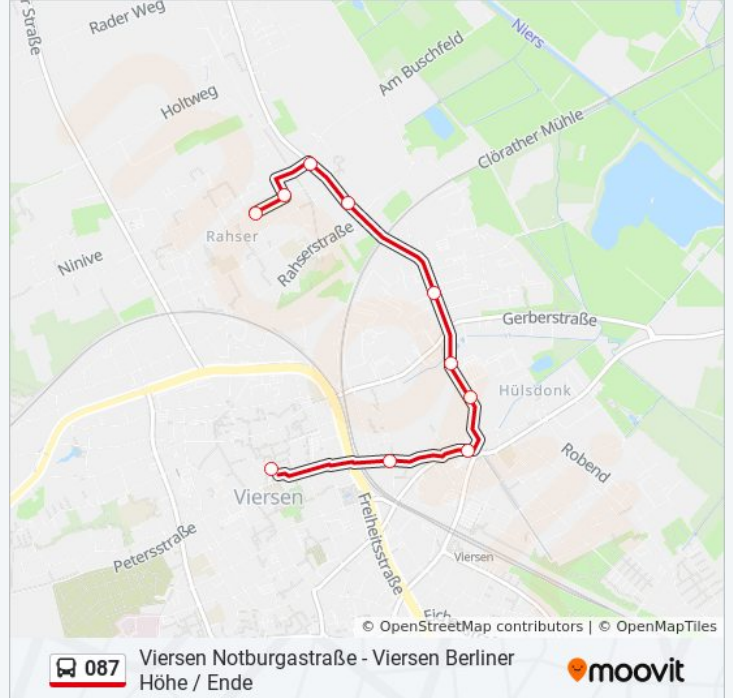 r Straße
Rader Weg
Niers
Am Buschfeld
Holtweg
Clörather Mühle
Rahser
Rahserstraße
Ninive
Gerberstraße
Hülsdonk
Robend
Viersen
Freiheitsstraße
Petersstraße
Viersen
Eich
© OpenStreetMap contributors | © OpenMapTiles
087
Viersen Notburgastraße - Viersen Berliner
Höhe / Ende
moovit